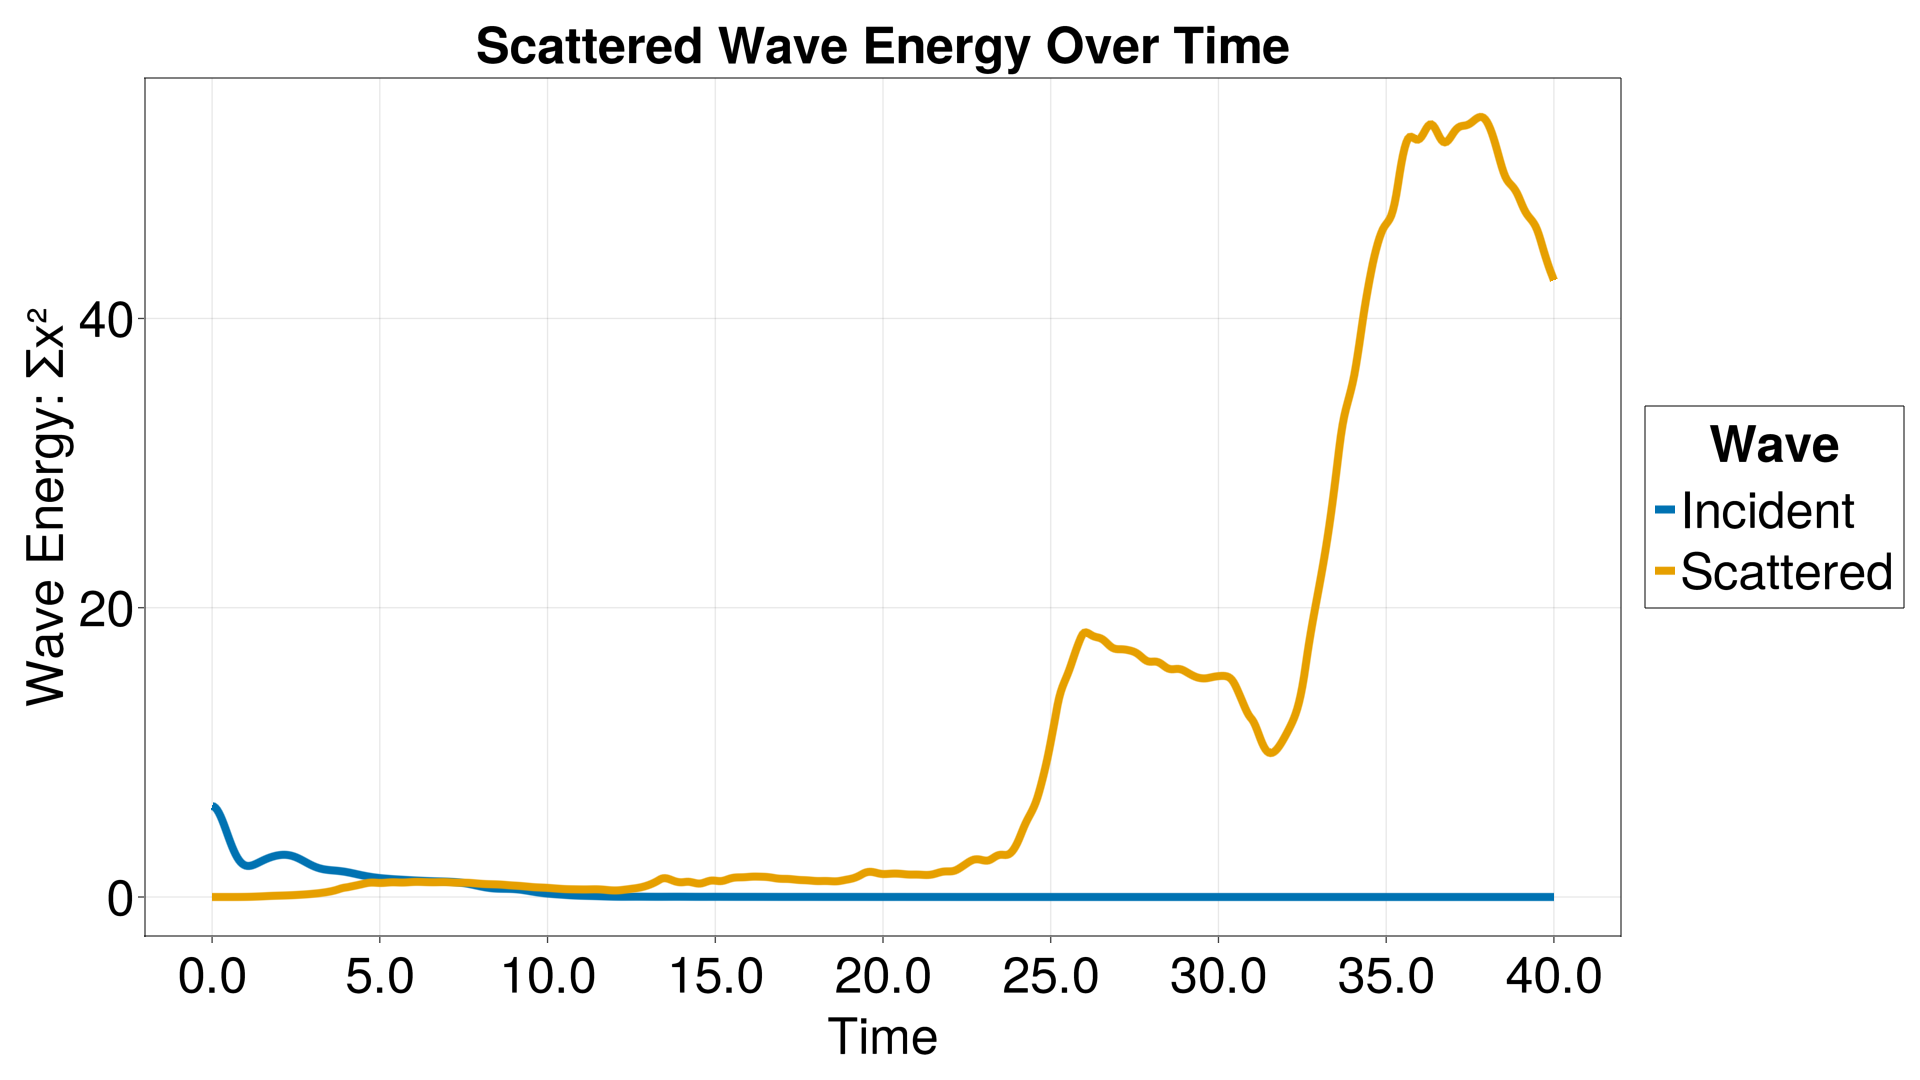 Scattered Wave Energy Over Time
Wave Energy: Σx²
40
20
0
0.0 5.0 10.0 15.0 20.0 25.0 30.0 35.0 40.0
Time
Wave
Incident
Scattered